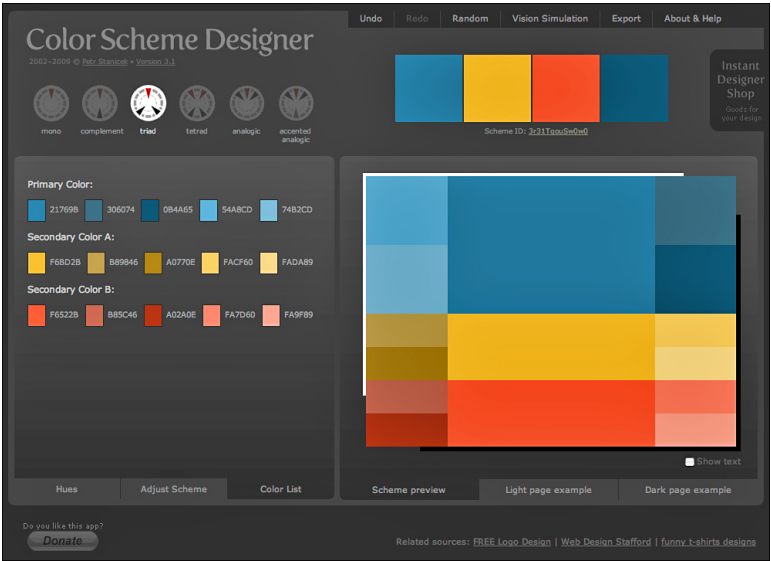 Undo Redo Random Vision Simulation Export About & Help
Color Scheme Designer
2002-2009 © Petr Stanicek • Version 3.1
Instant
Designer
Shop
Goods for
your design
mono complement triad tetrad analogic accented
analogic
Scheme ID: 3r31TqouSw0w0
Primary Color:
21769B 306074 0B4A65 54A8CD 74B2CD
Secondary Color A:
F6BD2B B89846 A0770E FACF60 FADA89
Secondary Color B:
F6522B B85C46 A02A0E FA7D60 FA9F89
Show text
Hues Adjust Scheme Color List
Scheme preview Light page example Dark page example
Do you like this app?
Donate
Related sources: FREE Logo Design | Web Design Stafford | funny t-shirts designs